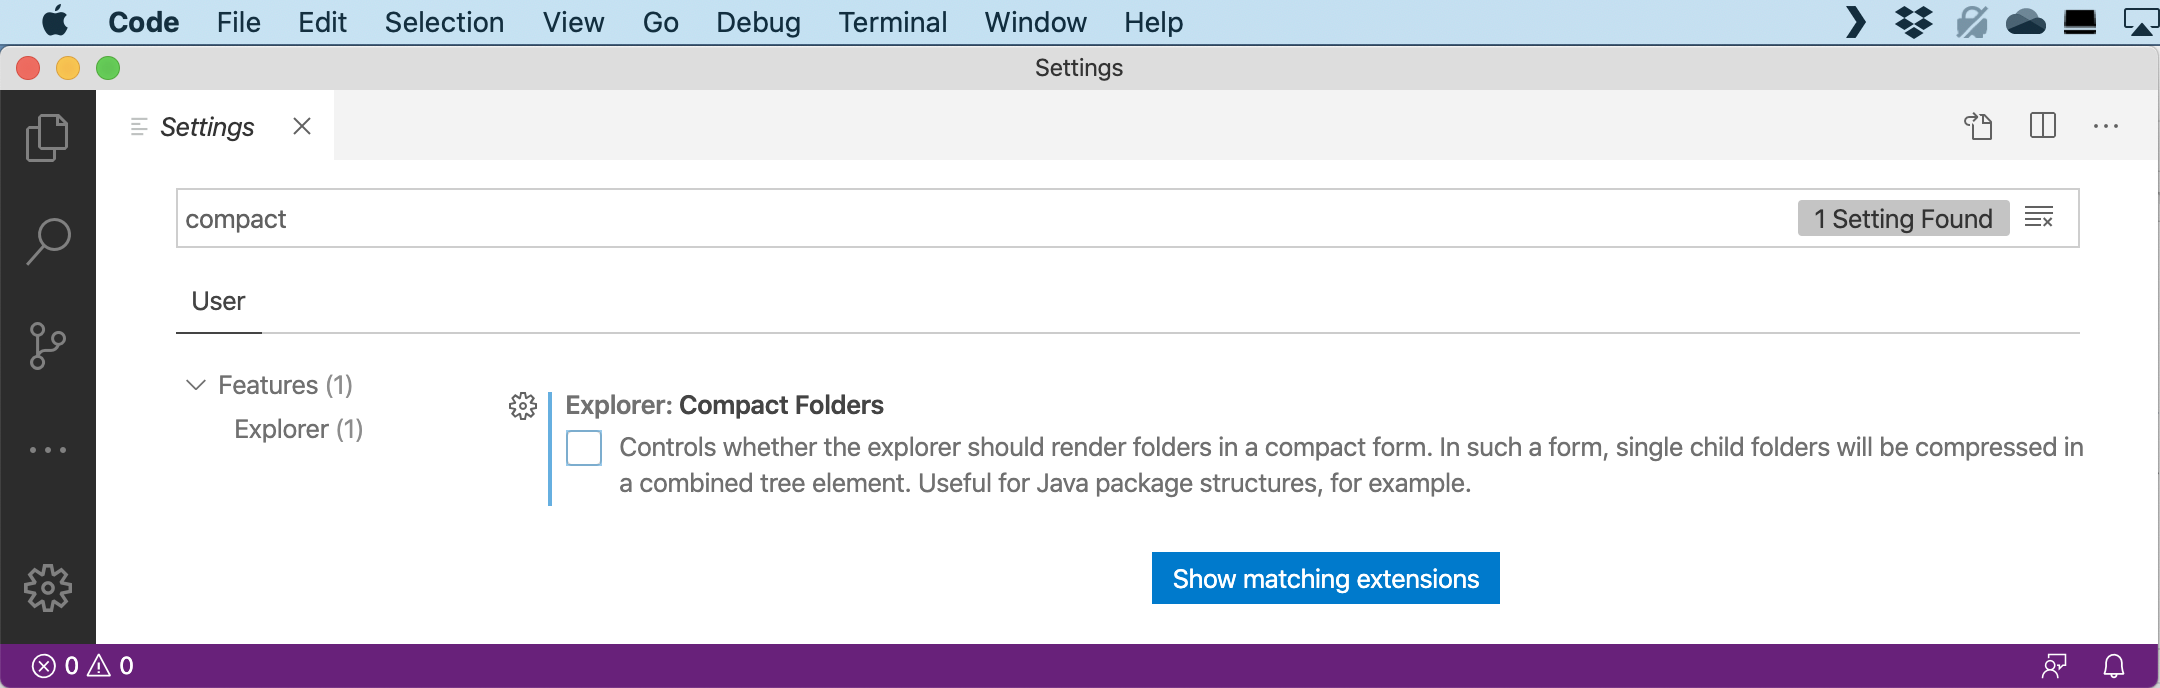 Code File Edit Selection View Go Debug Terminal Window Help
Settings
Settings
compact
1 Setting Found
User
Features (1)
Explorer (1)
Explorer: Compact Folders
Controls whether the explorer should render folders in a compact form. In such a form, single child folders will be compressed in
a combined tree element. Useful for Java package structures, for example.
Show matching extensions
0 0